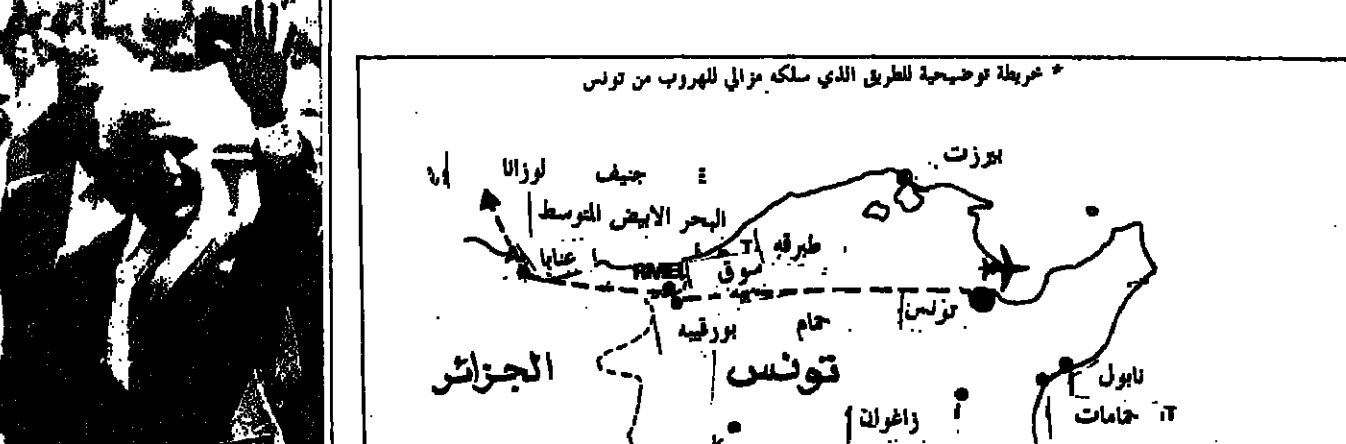 * خريطة توضيحية للطريق الذي سلكه مزالي للهروب من تونس
بيرزت
جنيف لوزانا
البحر الابيض المتوسط
طبرقه
عنابا
سوق
تونس
حمام بورقيبه
الجزائر
تونس
نابول
حمامات
زاغوان